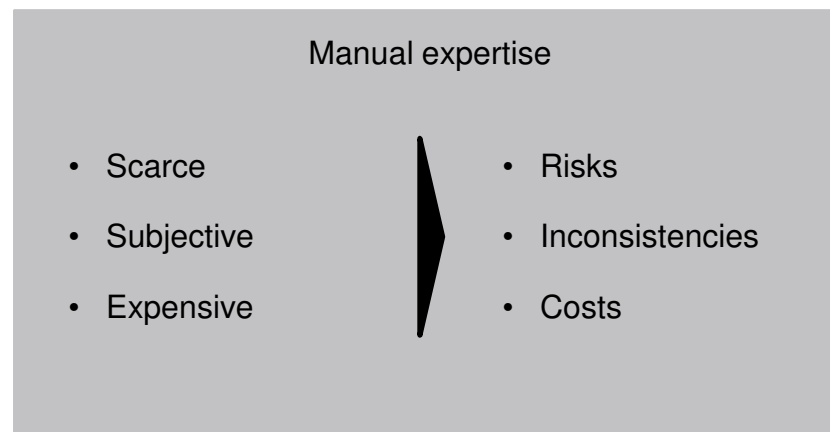 Manual expertise
• Scarce
• Subjective
• Expensive
• Risks
• Inconsistencies
• Costs